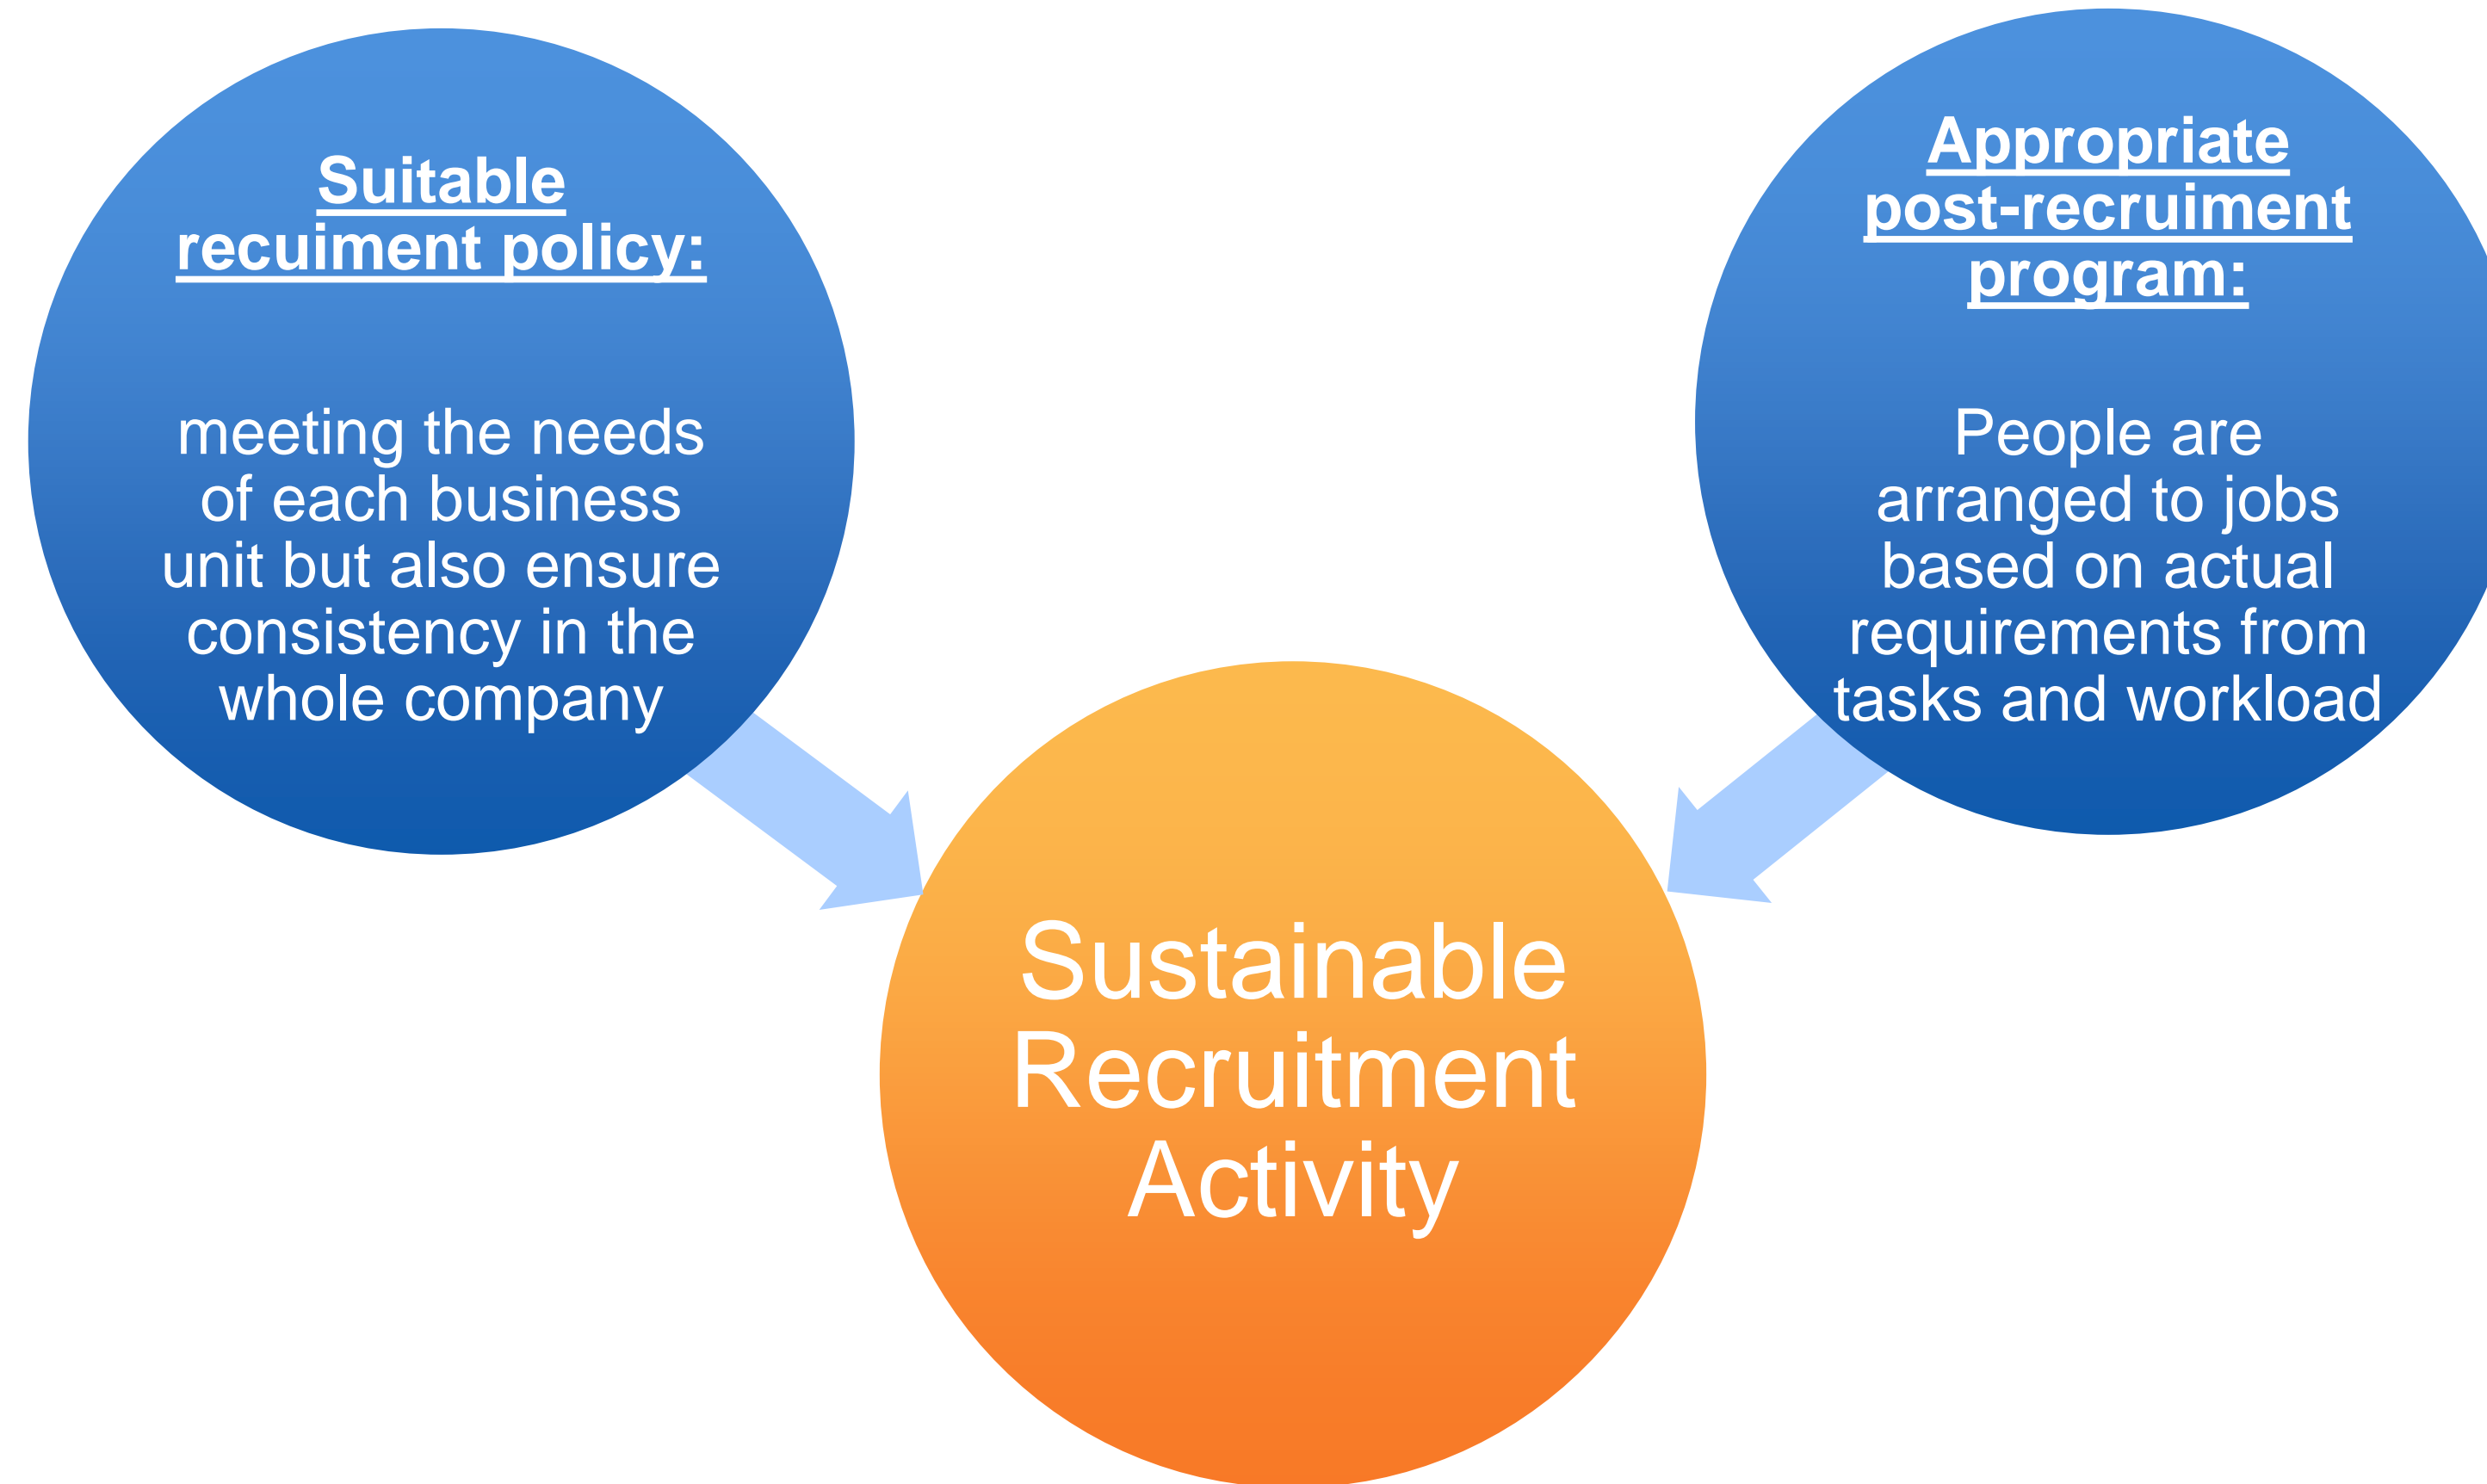 Suitable
recuiment policy:
meeting the needs
of each business
unit but also ensure
consistency in the
whole company
Appropriate
post-recruiment
program:
People are
arranged to jobs
based on actual
requirements from
tasks and workload
Sustainable
Recruitment
Activity